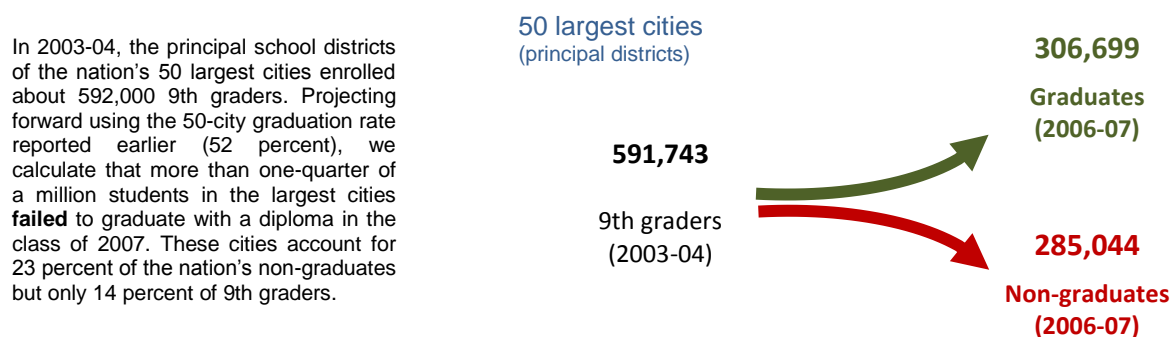 In 2003-04, the principal school districts
of the nation's 50 largest cities enrolled
about 592,000 9th graders. Projecting
forward using the 50-city graduation rate
reported earlier (52 percent), we
calculate that more than one-quarter of
a million students in the largest cities
failed to graduate with a diploma in the
class of 2007. These cities account for
23 percent of the nation's non-graduates
but only 14 percent of 9th graders.
50 largest cities
(principal districts)
591,743
9th graders
(2003-04)
306,699
Graduates
(2006-07)
285,044
Non-graduates
(2006-07)